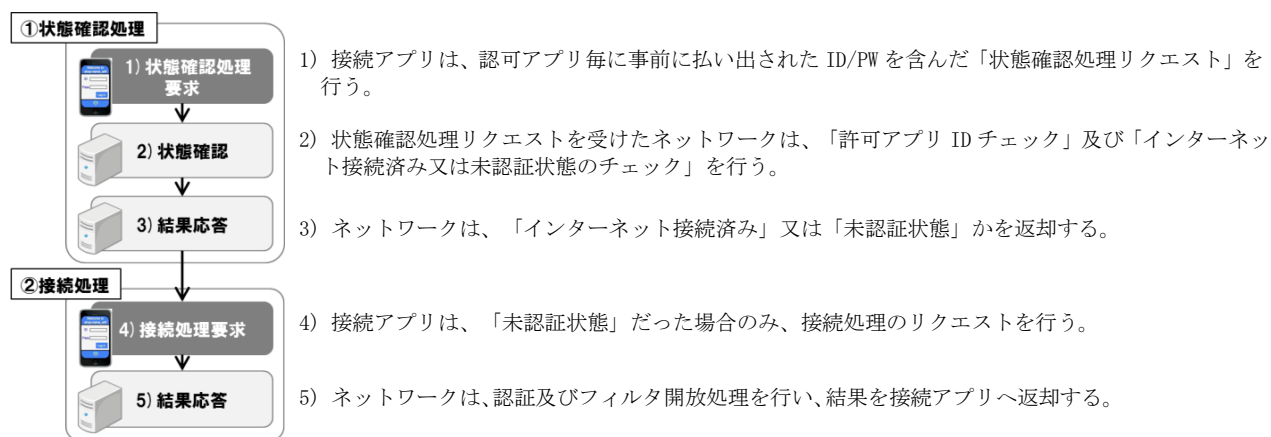 ①状態確認処理
1) 状態確認処理
要求
1) 接続アプリは、認可アプリ毎に事前に払い出された ID/PW を含んだ「状態確認処理リクエスト」を
行う。
2) 状態確認
2) 状態確認処理リクエストを受けたネットワークは、「許可アプリ ID チェック」及び「インターネッ
ト接続済み又は未認証状態のチェック」を行う。
3) 結果応答
3) ネットワークは、「インターネット接続済み」又は「未認証状態」かを返却する。
②接続処理
4) 接続処理要求
4) 接続アプリは、「未認証状態」だった場合のみ、接続処理のリクエストを行う。
5) 結果応答
5) ネットワークは、認証及びフィルタ開放処理を行い、結果を接続アプリへ返却する。